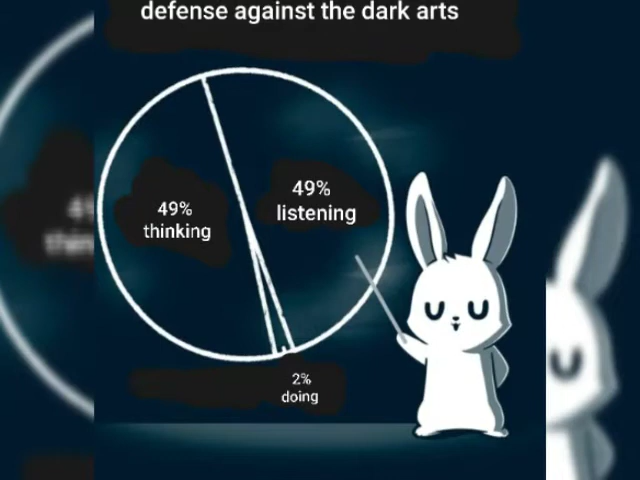 defense against the dark arts
49%
thinking
49%
listening
2%
doing